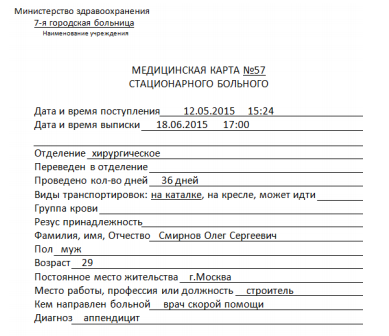 Министерство здравоохранения
7-я городская больница
Наименование учреждения
МЕДИЦИНСКАЯ КАРТА №57
СТАЦИОНАРНОГО БОЛЬНОГО
Дата и время поступления 12.05.2015 15:24
Дата и время выписки 18.06.2015 17:00
Отделение хирургическое
Переведен в отделение
Проведено кол-во дней 36 дней
Виды транспортировок: на каталке, на кресле, может идти
Группа крови
Резус принадлежность
Фамилия, имя, Отчество Смирнов Олег Сергеевич
Пол муж
Возраст 29
Постоянное место жительства г.Москва
Место работы, профессия или должность строитель
Кем направлен больной врач скорой помощи
Диагноз аппендицит